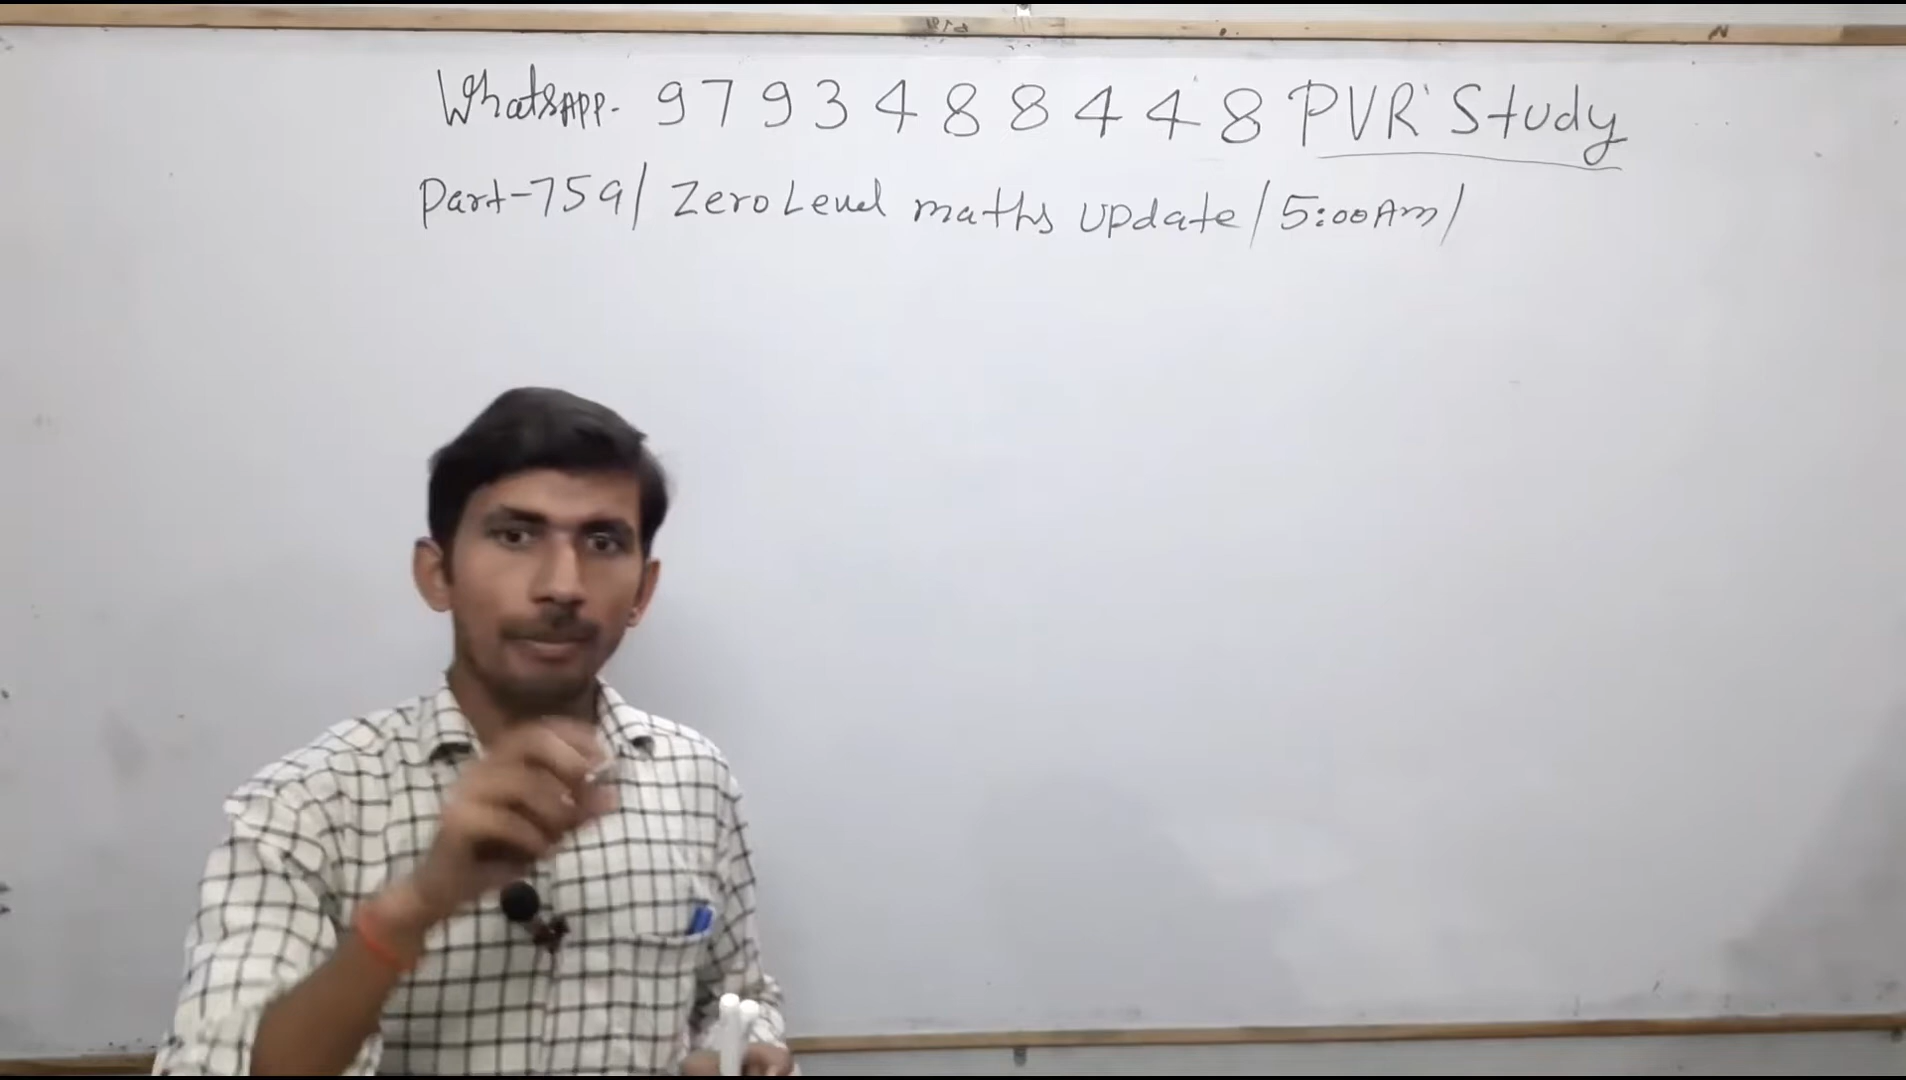 WhatsApp. 9793488448 PVR Study
Part-759/ Zero Level maths update/5:00Am/